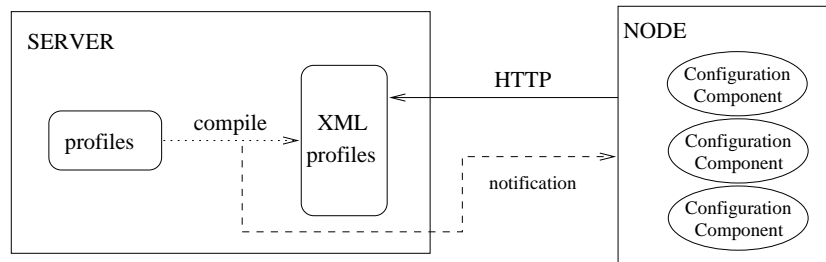 SERVER
profiles
compile
XML
profiles
HTTP
notification
NODE
Configuration
Component
Configuration
Component
Configuration
Component